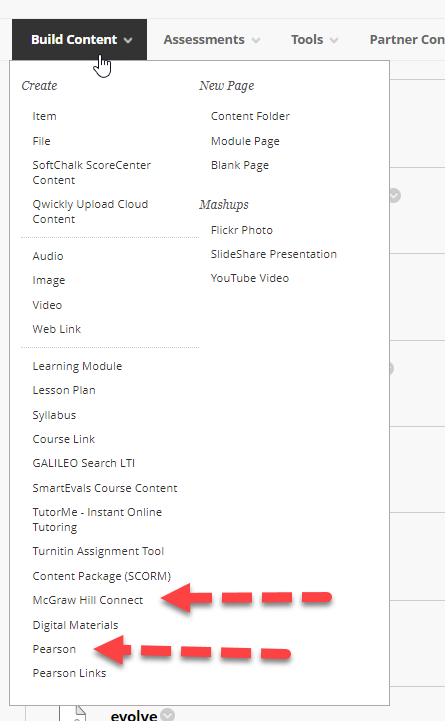 Build Content
Assessments
Tools
Partner Con
Create
Item
File
SoftChalk ScoreCenter
Content
Qwickly Upload Cloud
Content
Audio
Image
Video
Web Link
Learning Module
Lesson Plan
Syllabus
Course Link
GALILEO Search LTI
SmartEvals Course Content
TutorMe - Instant Online
Tutoring
Turnitin Assignment Tool
Content Package (SCORM)
McGraw Hill Connect
Digital Materials
Pearson
Pearson Links
New Page
Content Folder
Module Page
Blank Page
Mashups
Flickr Photo
SlideShare Presentation
YouTube Video
evolve